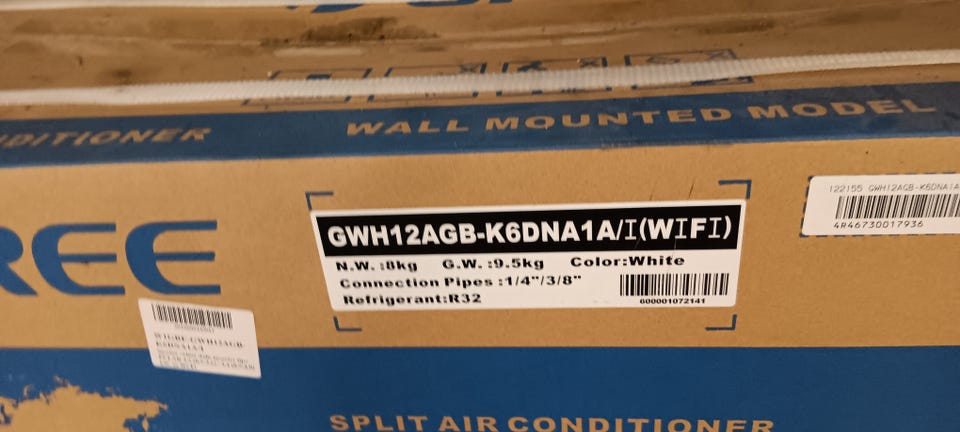 WALL MOUNTED MODEL
122155 GWH12AGB-K6DNA1A
4R46730017936
REE
GWH12AGB-K6DNA1A/I(WIFI)
N.W. :8kg G.W. :9.5kg Color:White
Connection Pipes :1/4"/3/8"
Refrigerant:R32
600001072141
SPLIT AIR CONDITIONER